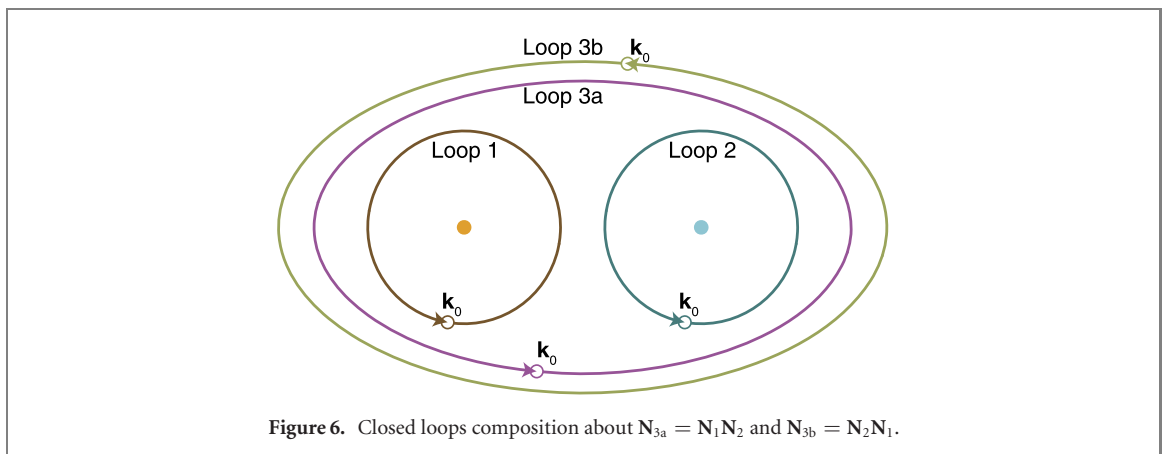 Loop 3b k₀
Loop 3a
Loop 1
Loop 2
k₀
k₀
k₀
Figure 6. Closed loops composition about N₃ₐ = N₁N₂ and N₃b = N₂N₁.